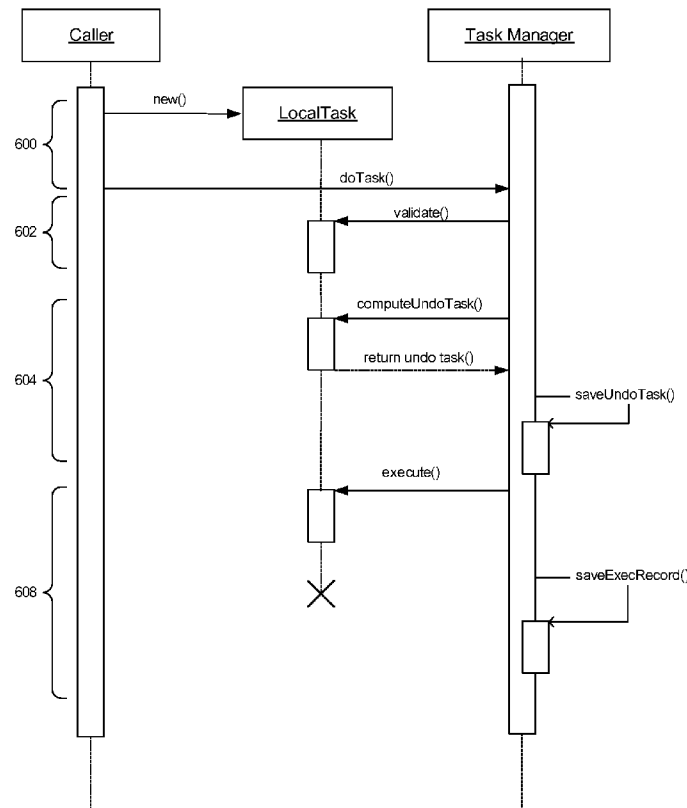 Caller
Task Manager
new()
LocalTask
600
doTask()
validate()
602
computeUndoTask()
return undo task()
604
saveUndoTask()
execute()
saveExecRecord()
608